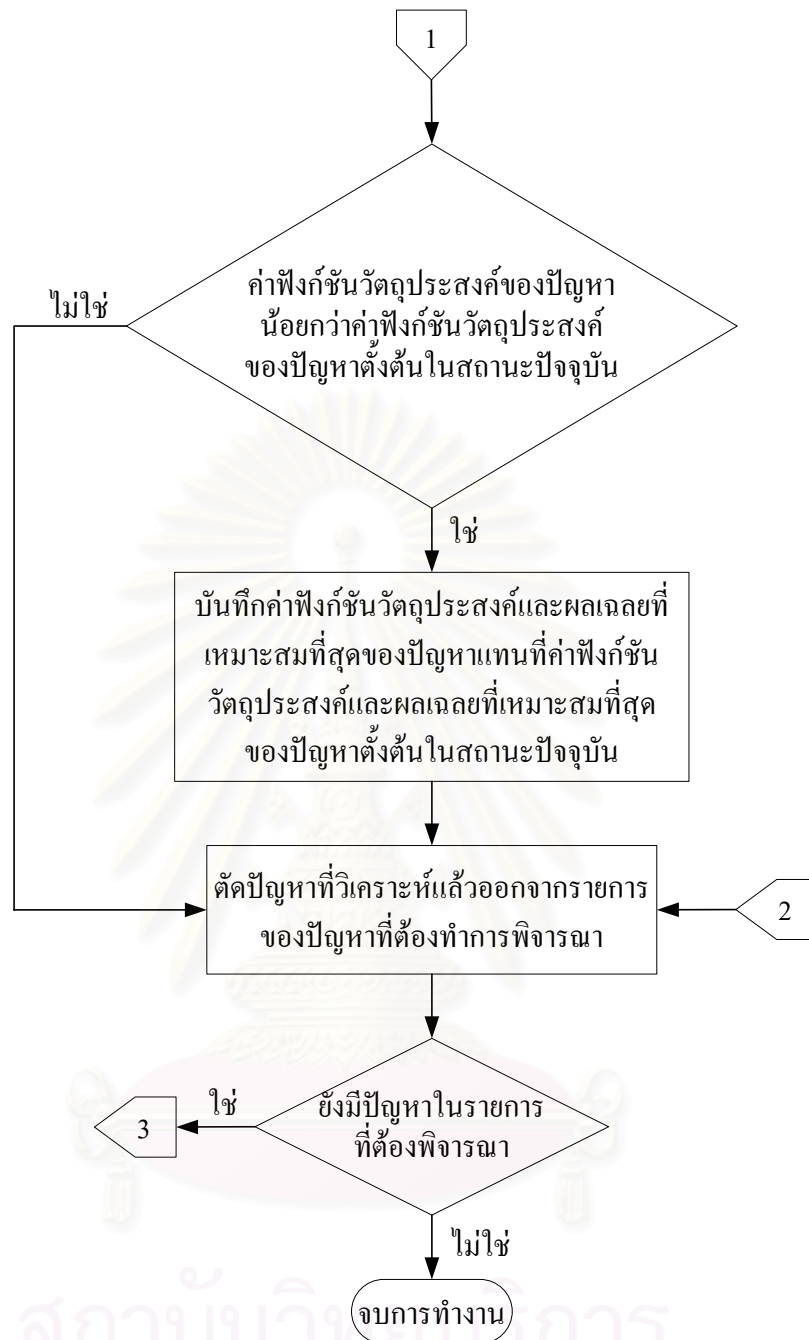 1
ค่าฟังก์ชันวัตถุประสงค์ของปัญหา
น้อยกว่าค่าฟังก์ชันวัตถุประสงค์
ของปัญหาตั้งต้นในสถานะปัจจุบัน
ไม่ใช่
ใช่
บันทึกค่าฟังก์ชันวัตถุประสงค์และผลเฉลยที่
เหมาะสมที่สุดของปัญหาแทนที่ค่าฟังก์ชัน
วัตถุประสงค์และผลเฉลยที่เหมาะสมที่สุด
ของปัญหาตั้งต้นในสถานะปัจจุบัน
ตัดปัญหาที่วิเคราะห์แล้วออกจากรายการ
ของปัญหาที่ต้องทำการพิจารณา
2
ยังมีปัญหาในรายการ
ที่ต้องพิจารณา
ใช่
3
ไม่ใช่
จบการทำงาน
สถาบันวิทยบริการ